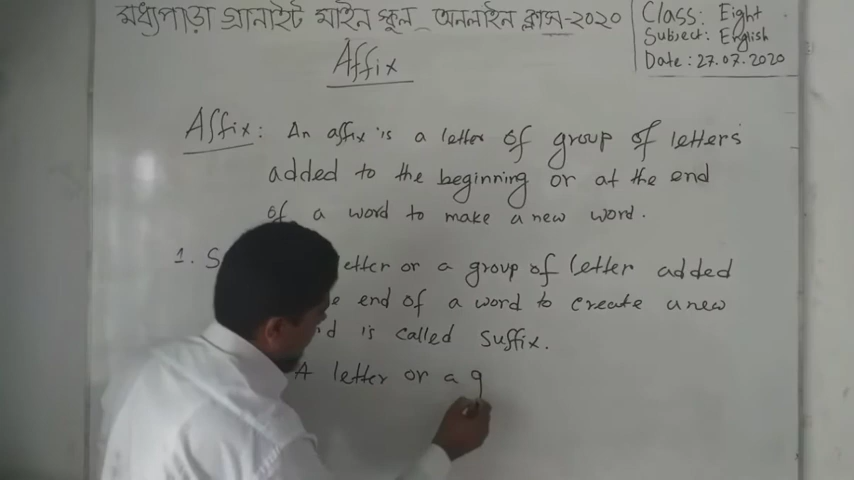 মধ্যপাড়া গ্রানাইট মাইন স্কুল অনলাইন ক্লাস-২০২০
Class: Eight
Subject: English
Date: 27.07.2020
Affix
Affix: An affix is a letter of group of letters
added to the beginning or at the end
of a word to make a new word.
1. S etter or a group of letter added
e end of a word to create a new
d is called Suffix.
A letter or a g